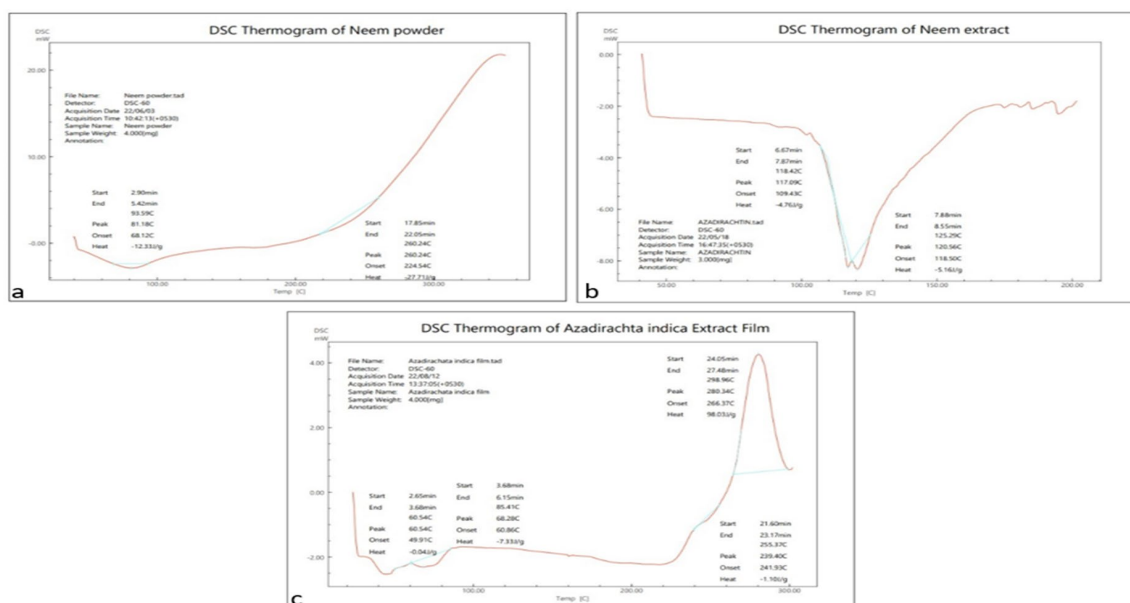 DSC Thermogram of Neem powder
DSC
mW
20.00
10.00
-0.00
File Name: Neem powder.tad
Detector: DSC-60
Acquisition Date 22/06/03
Acquisition Time 10:42:13(+0530)
Sample Name: Neem powder
Sample Weight: 4.000[mg]
Annotation:
Start 2.90min
End 5.42min
93.59C
Peak 81.18C
Onset 68.12C
Heat -12.33J/g
Start 17.85min
End 22.05min
260.24C
Peak 260.24C
Onset 224.54C
Heat -27.71J/g
100.00 200.00 300.00
Temp [C]
a
DSC Thermogram of Neem extract
DSC
mW
0.00
-2.00
-4.00
-6.00
-8.00
Start 6.67min
End 7.87min
118.42C
Peak 117.09C
Onset 109.43C
Heat -4.76J/g
File Name: AZADIRACHTIN.tad
Detector: DSC-60
Acquisition Date 22/05/18
Acquisition Time 16:47:35(+0530)
Sample Name: AZADIRACHTIN
Sample Weight: 3.000[mg]
Annotation:
Start 7.88min
End 8.55min
125.29C
Peak 120.56C
Onset 118.50C
Heat -5.16J/g
50.00 100.00 150.00 200.00
Temp [C]
b
DSC Thermogram of Azadirachta indica Extract Film
DSC
mW
4.00
2.00
0.00
-2.00
File Name: Azadirachata indica film.tad
Detector: DSC-60
Acquisition Date 22/08/12
Acquisition Time 13:37:05(+0530)
Sample Name: Azadirachata indica film
Sample Weight: 4.000[mg]
Annotation:
Start 24.05min
End 27.48min
298.96C
Peak 280.34C
Onset 266.37C
Heat 98.03J/g
Start 2.65min
End 3.68min
60.54C
Peak 60.54C
Onset 49.91C
Heat -0.04J/g
Start 3.68min
End 6.15min
85.41C
Peak 68.28C
Onset 60.86C
Heat -7.33J/g
Start 21.60min
End 23.17min
255.37C
Peak 239.40C
Onset 241.93C
Heat -1.10J/g
100.00 200.00 300.00
Temp [C]
c